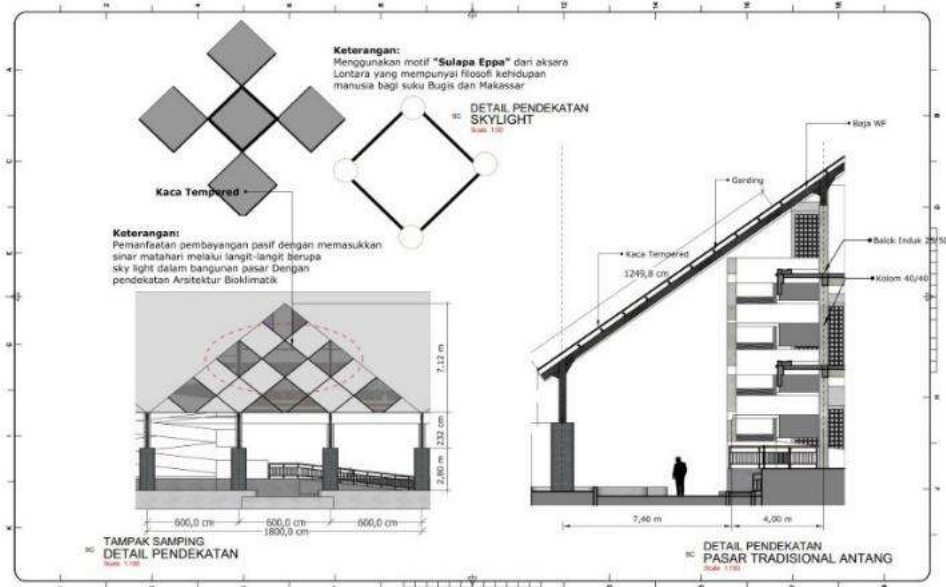 Keterangan:
Menggunakan motif "Sulapa Eppa" dari aksara
Lontara yang mempunyai filosofi kehidupan
manusia bagi suku Bugis dan Makassar
DETAIL PENDEKATAN
SKYLIGHT
Scale 1:50
Kaca Tempered
Keterangan:
Pemanfaatan pembayangan pasif dengan memasukkan
sinar matahari melalui langit-langit berupa
sky light dalam bangunan pasar Dengan
pendekatan Arsitektur Bioklimatik
7,12 m
232 cm
2,80 m
600,0 cm
600,0 cm
600,0 cm
1800,0 cm
TAMPAK SAMPING
DETAIL PENDEKATAN
Baja WF
Gording
Kaca Tempered
1249,8 cm
Balok Induk 25/50
Kolom 40/40
7,60 m
4,00 m
DETAIL PENDEKATAN
PASAR TRADISIONAL ANTANG